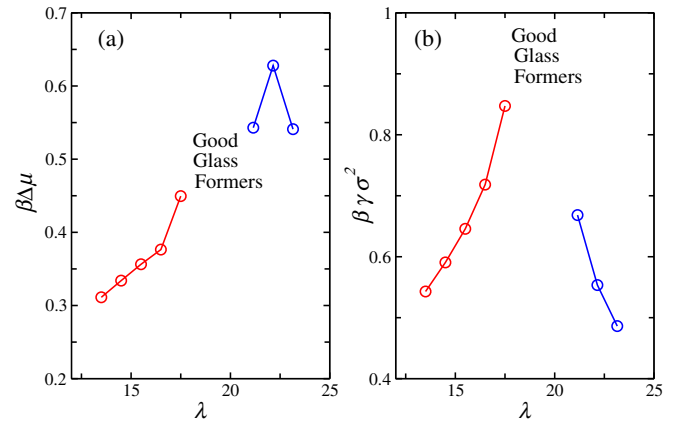 (a)
Good
Glass
Formers
0.7
0.6
0.5
0.4
0.3
0.2
15
20
25
βΔμ
λ
(b)
Good
Glass
Formers
1
0.8
0.6
0.4
15
20
25
βγσ²
λ